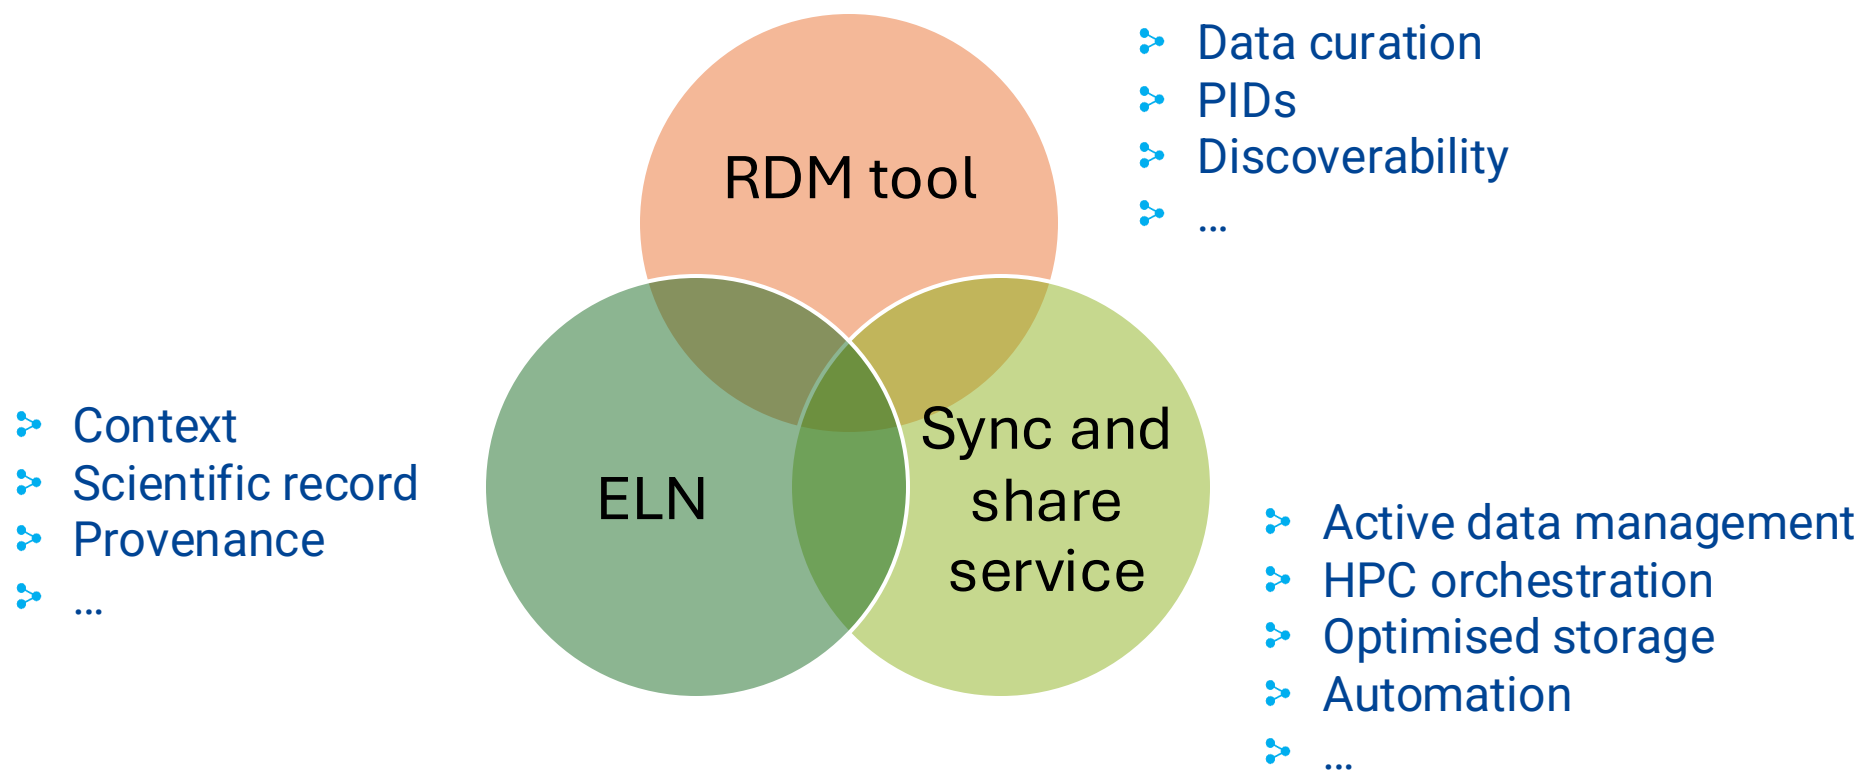 RDM tool
Data curation
PIDs
Discoverability
...
ELN
Context
Scientific record
Provenance
...
Sync and
share
service
Active data management
HPC orchestration
Optimised storage
Automation
...